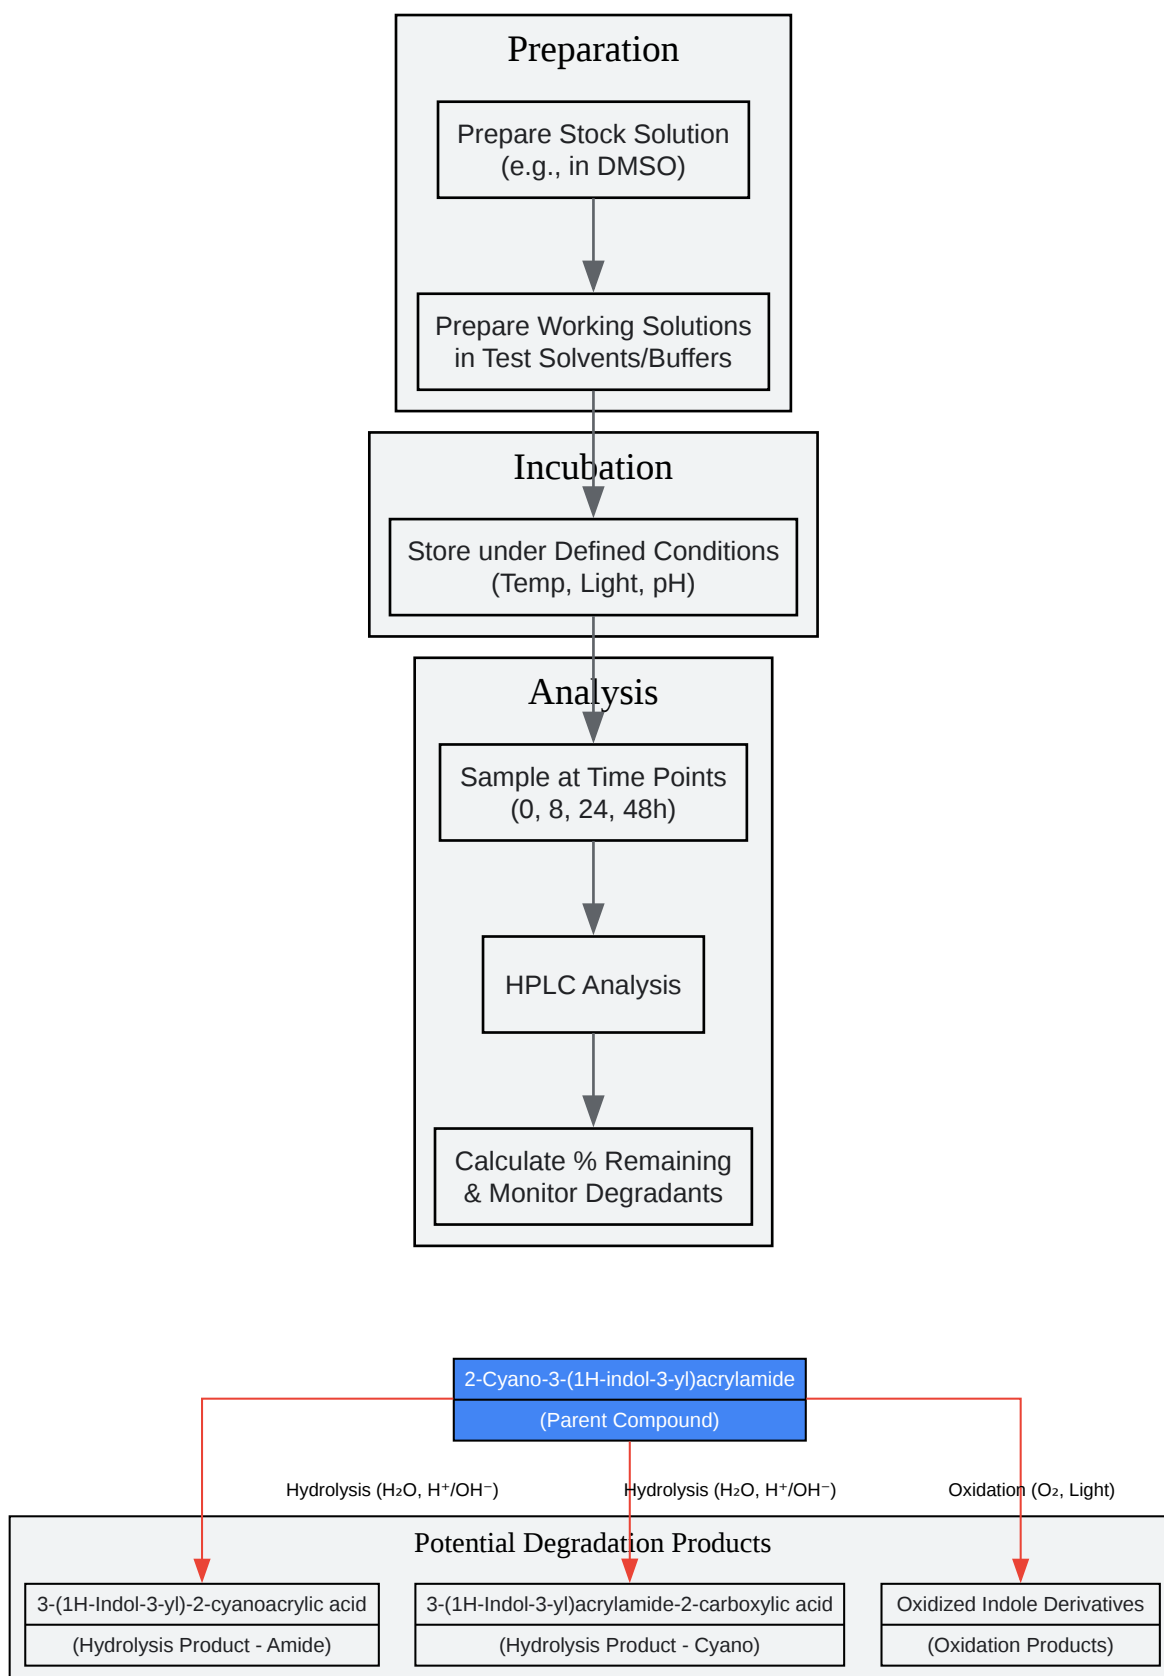 Preparation
Prepare Stock Solution
(e.g., in DMSO)
Prepare Working Solutions
in Test Solvents/Buffers
Incubation
Store under Defined Conditions
(Temp, Light, pH)
Analysis
Sample at Time Points
(0, 8, 24, 48h)
HPLC Analysis
Calculate % Remaining
& Monitor Degradants
2-Cyano-3-(1H-indol-3-yl)acrylamide
(Parent Compound)
Hydrolysis (H₂O, H⁺/OH⁻)
Hydrolysis (H₂O, H⁺/OH⁻)
Oxidation (O₂, Light)
Potential Degradation Products
3-(1H-Indol-3-yl)-2-cyanoacrylic acid
(Hydrolysis Product - Amide)
3-(1H-Indol-3-yl)acrylamide-2-carboxylic acid
(Hydrolysis Product - Cyano)
Oxidized Indole Derivatives
(Oxidation Products)